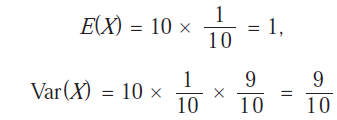 E(X) = 10 × 1/10 = 1,
Var(X) = 10 × 1/10 × 9/10 = 9/10